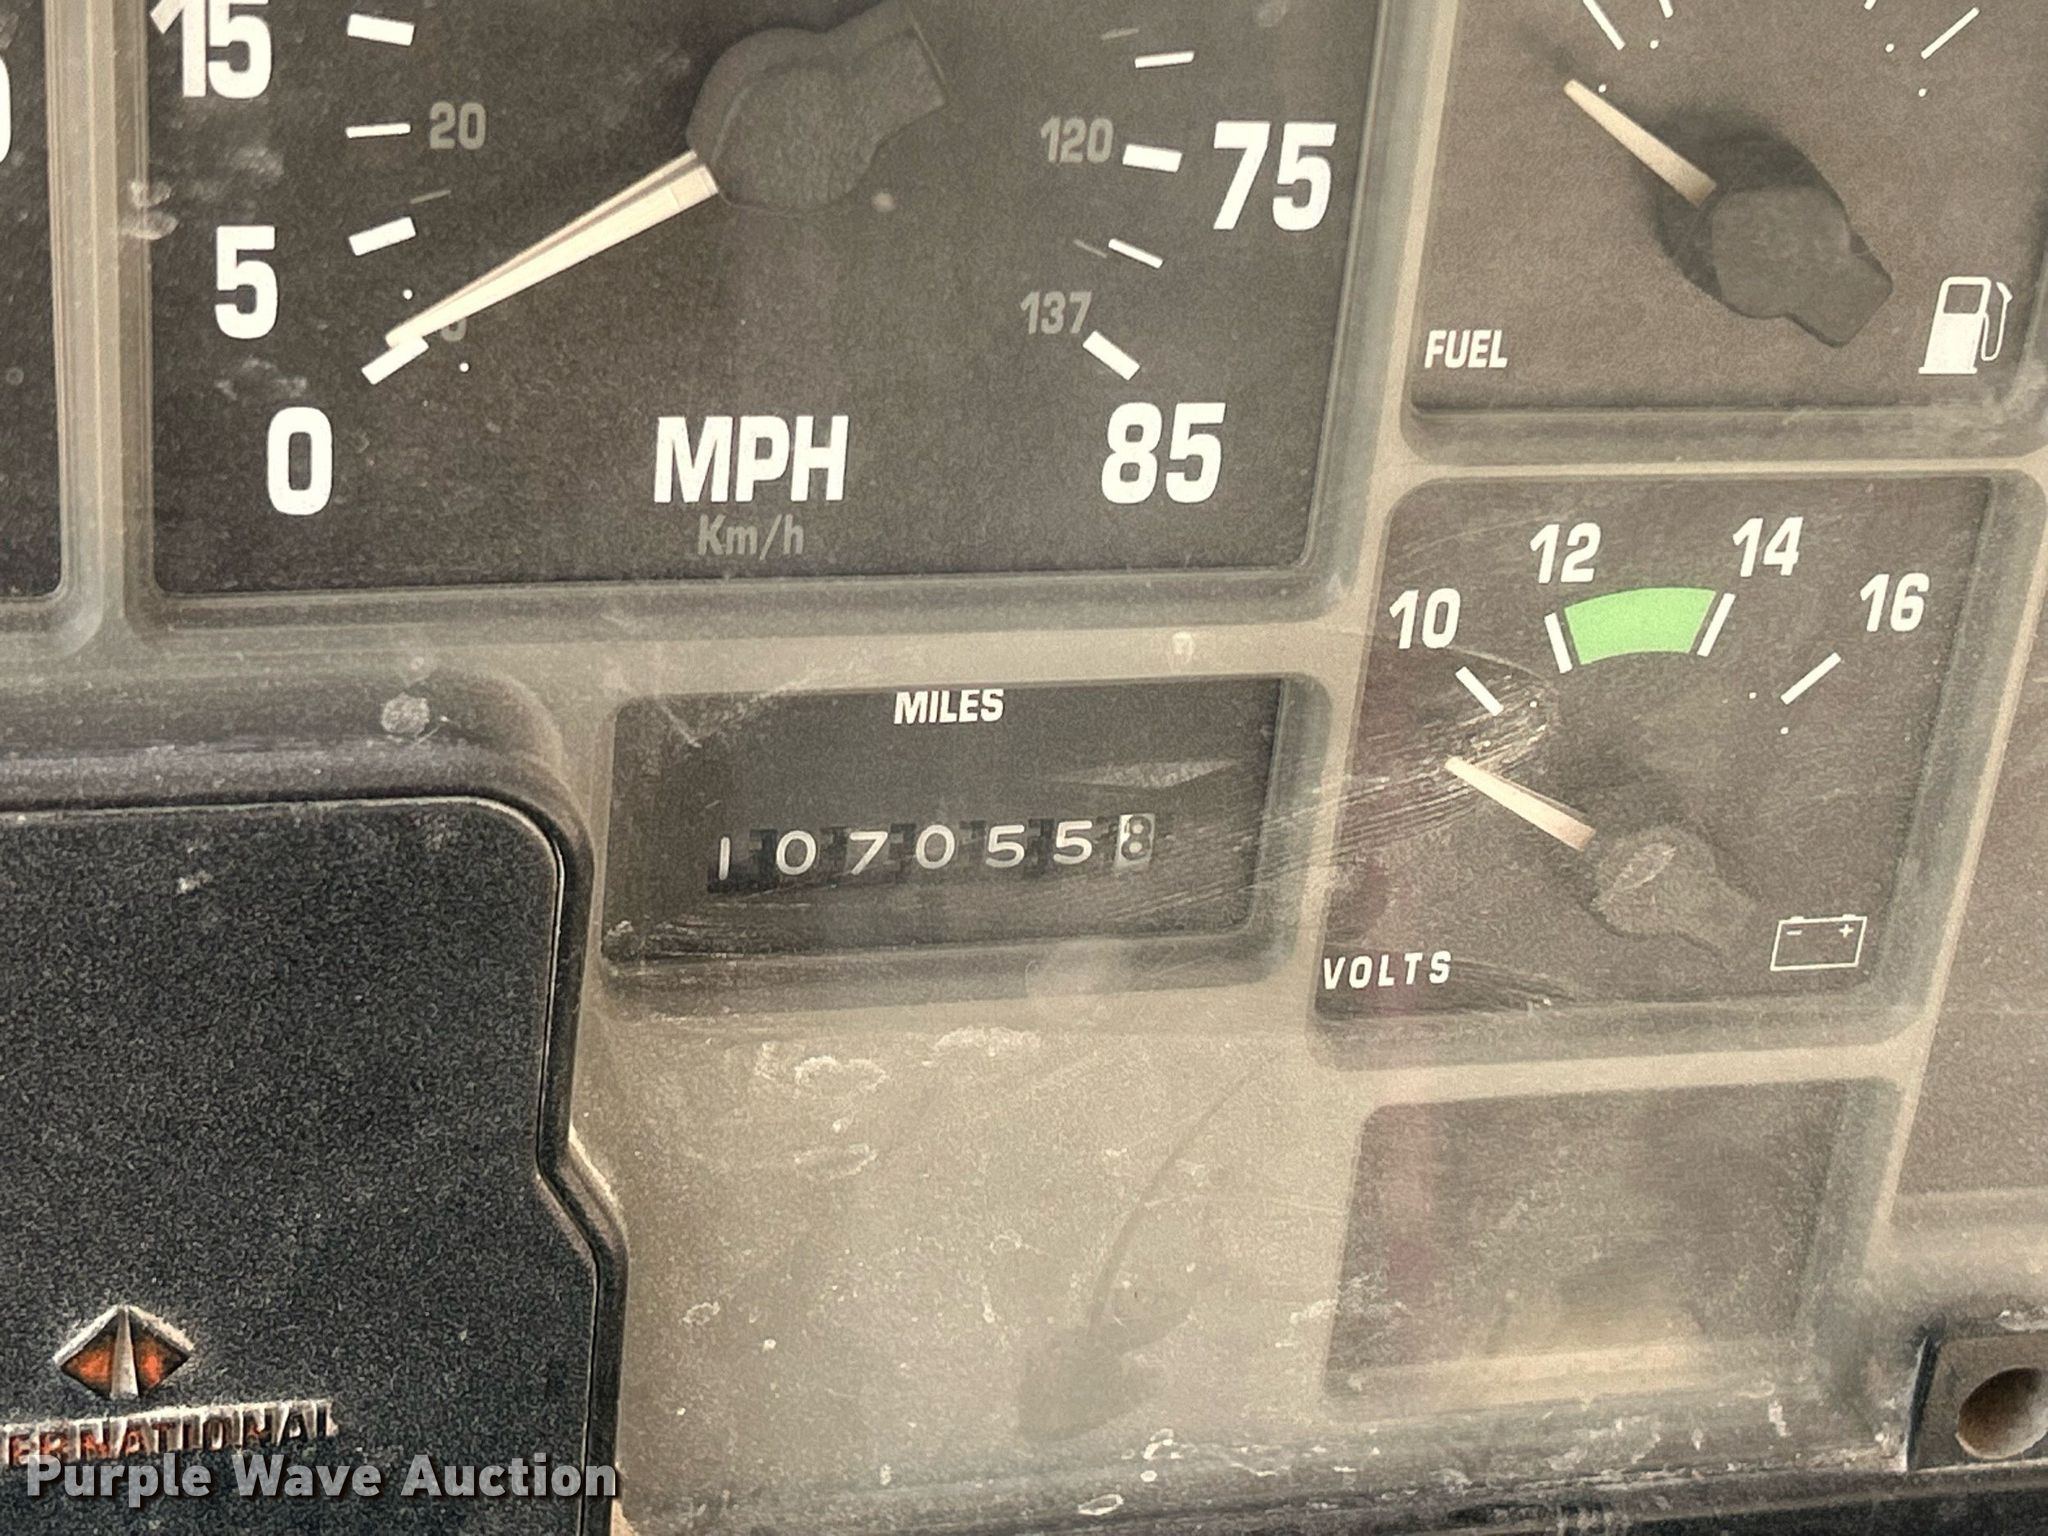 15
20
5
0
MPH
Km/h
120
75
137
85
FUEL
MILES
1070558
10
12
14
16
VOLTS
- +
ERNATIONAL
Purple Wave Auction